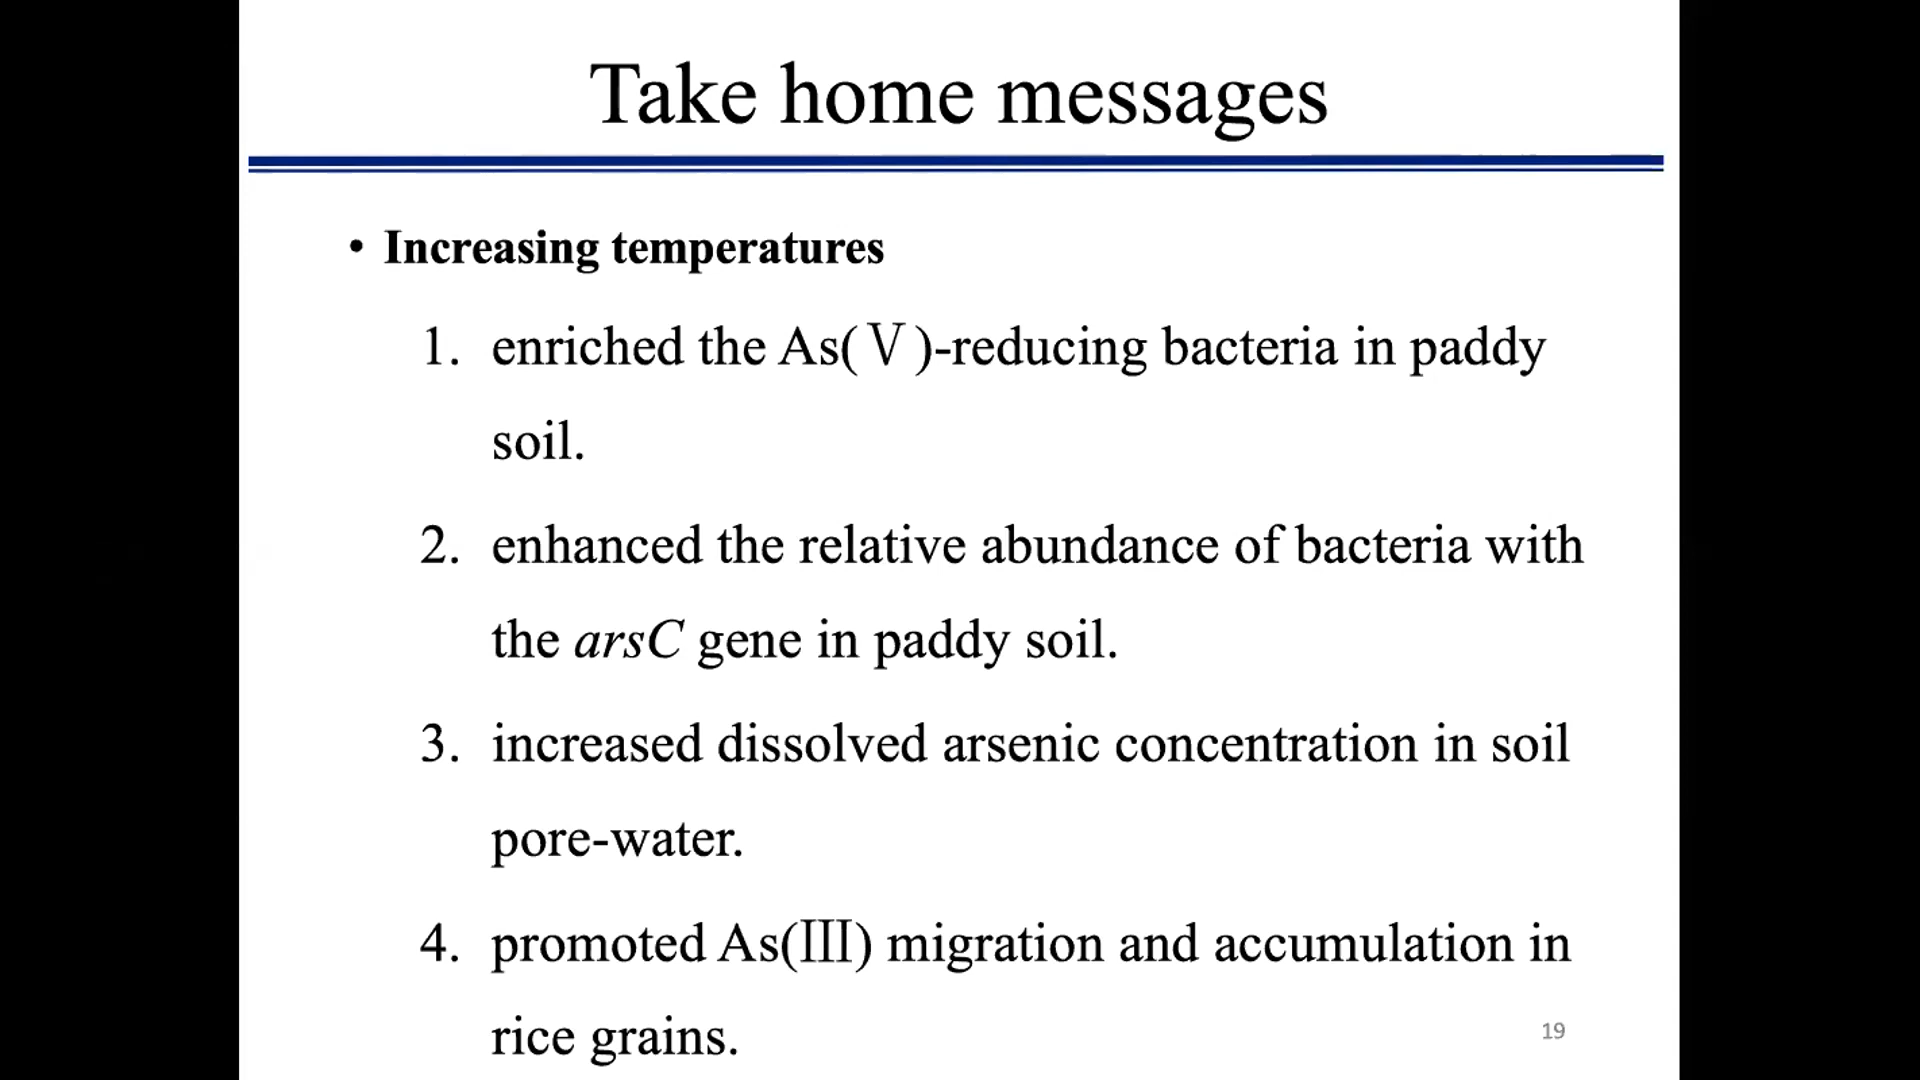 Take home messages
• Increasing temperatures
1. enriched the As(Ⅴ)-reducing bacteria in paddy
soil.
2. enhanced the relative abundance of bacteria with
the arsC gene in paddy soil.
3. increased dissolved arsenic concentration in soil
pore-water.
4. promoted As(Ⅲ) migration and accumulation in
rice grains.
19